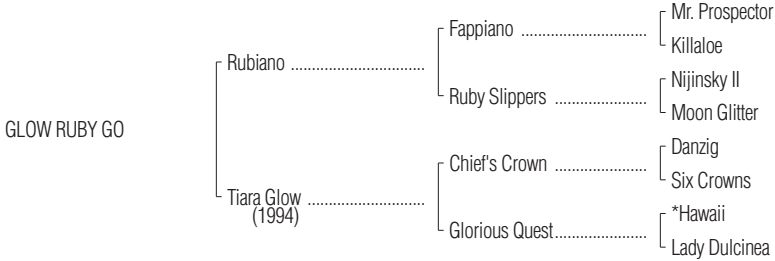 Mr. Prospector
Fappiano ................................
Killaloe
Rubiano ..................................
Nijinsky II
Ruby Slippers .......................
Moon Glitter
GLOW RUBY GO
Danzig
Chief's Crown .......................
Six Crowns
Tiara Glow ..............................
(1994)
*Hawaii
Glorious Quest.......................
Lady Dulcinea